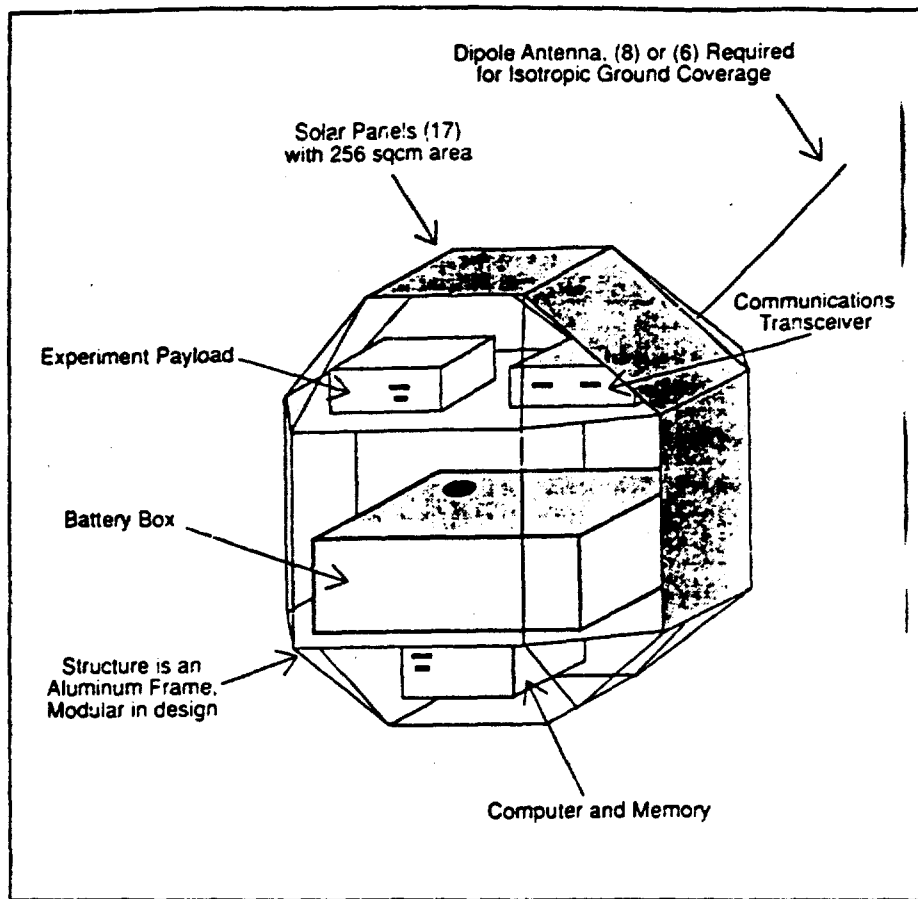 Dipole Antenna, (8) or (6) Required
for Isotropic Ground Coverage
Solar Panels (17)
with 256 sqcm area
Communications
Transceiver
Experiment Payload
Battery Box
Structure is an
Aluminum Frame,
Modular in design
Computer and Memory